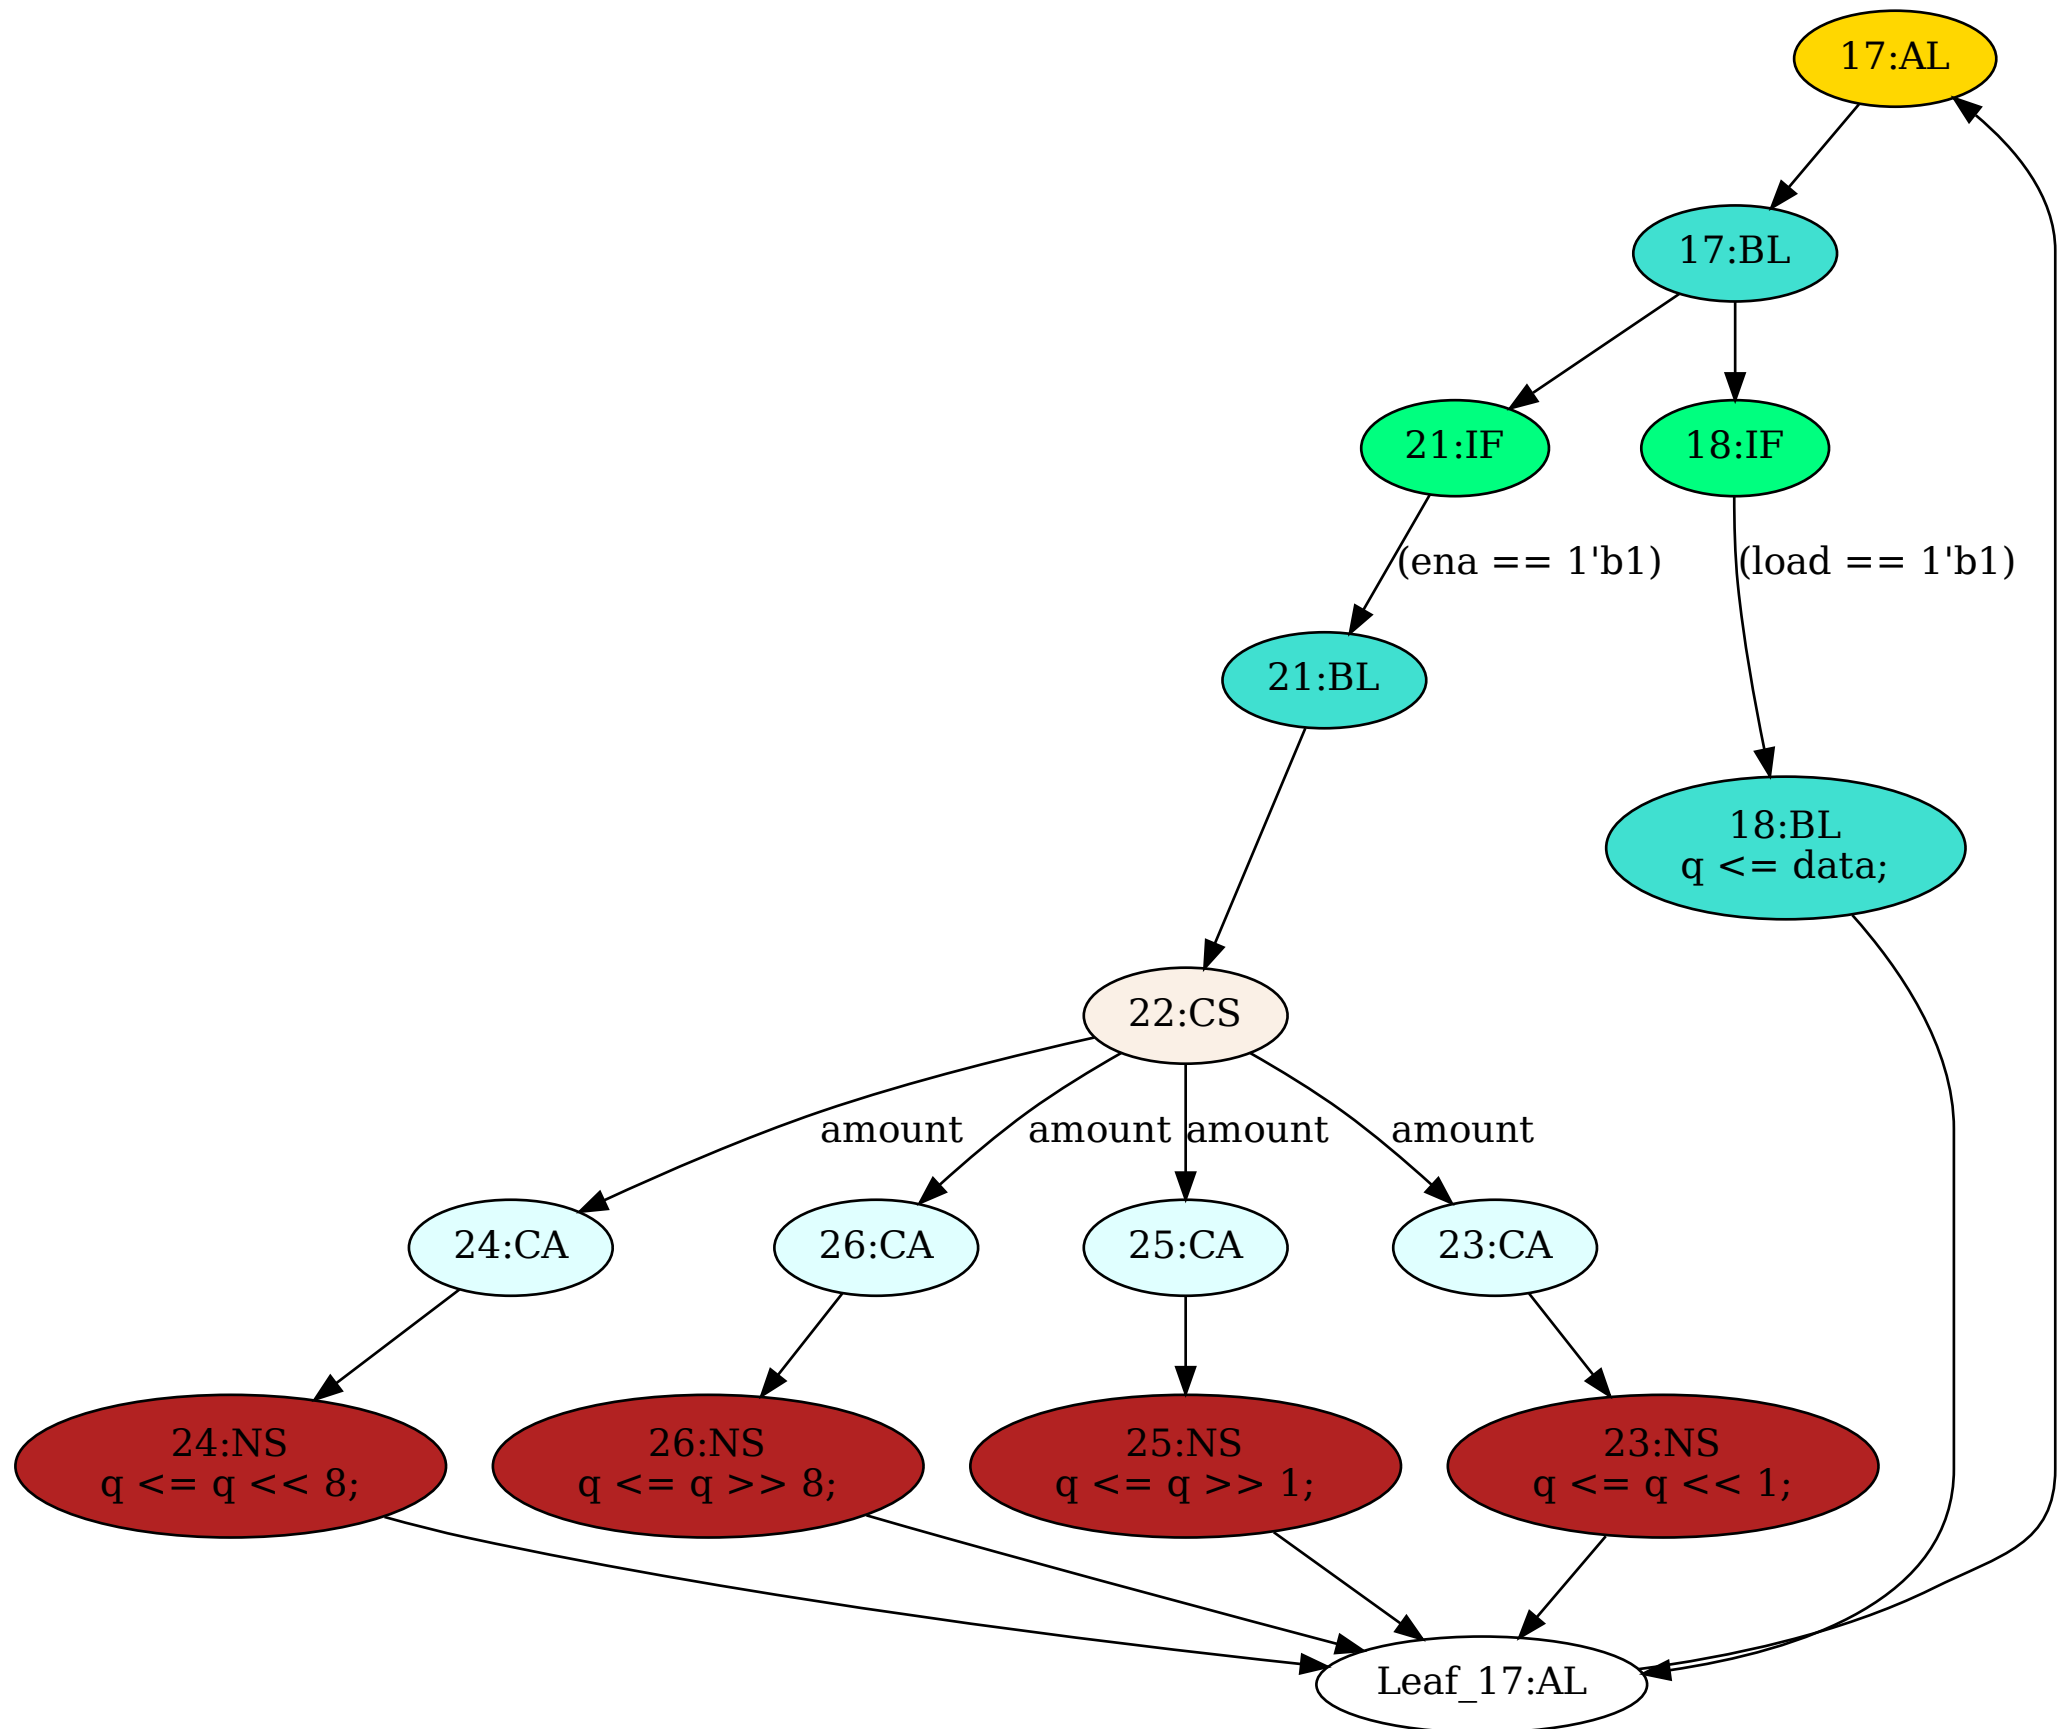 17:AL
17:BL
21:IF
18:IF
(ena == 1'b1)
(load == 1'b1)
21:BL
18:BL
q <= data;
22:CS
amount
amount
amount
amount
24:CA
26:CA
25:CA
23:CA
24:NS
q <= q << 8;
26:NS
q <= q >> 8;
25:NS
q <= q >> 1;
23:NS
q <= q << 1;
Leaf_17:AL